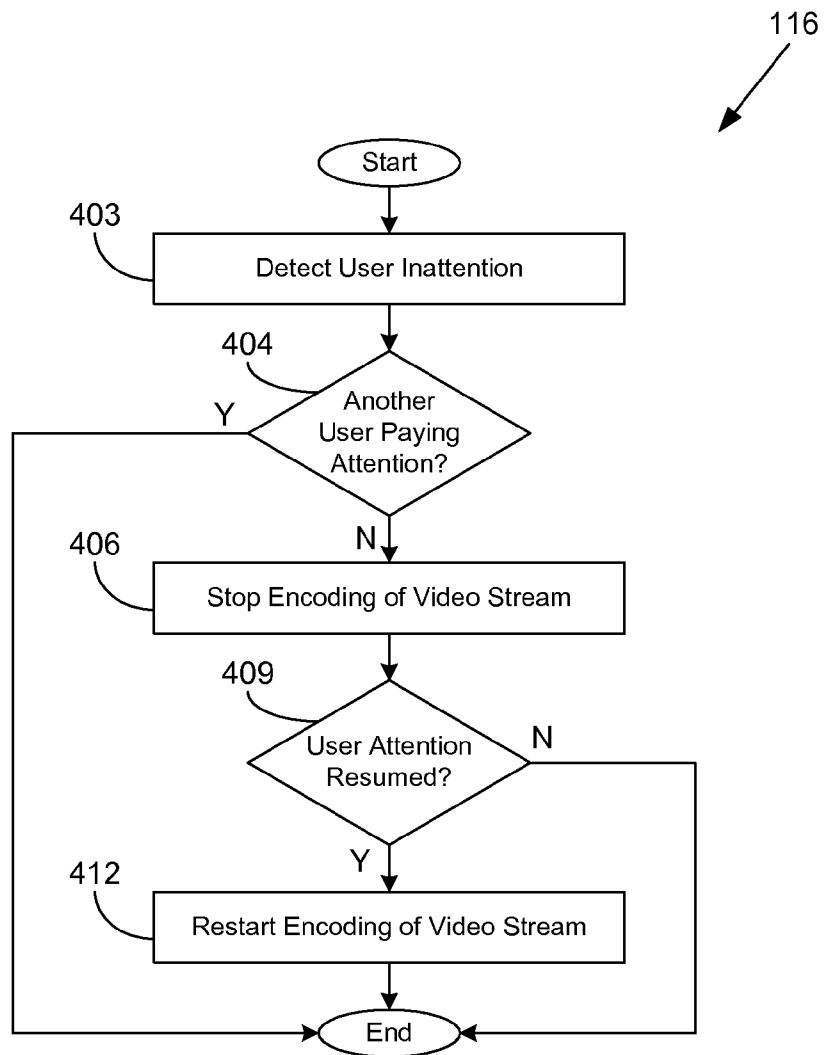 116
Start
403
Detect User Inattention
404
Another
User Paying
Attention?
Y
N
406
Stop Encoding of Video Stream
409
User Attention
Resumed?
N
Y
412
Restart Encoding of Video Stream
End